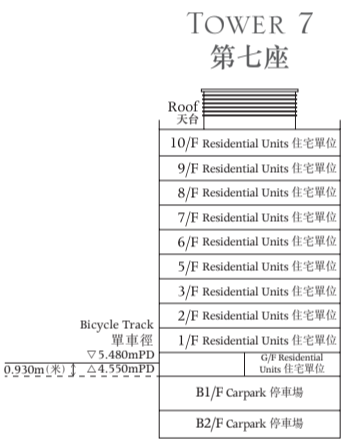 TOWER 7
第七座
Roof
天台
10/F Residential Units 住宅單位
9/F Residential Units 住宅單位
8/F Residential Units 住宅單位
7/F Residential Units 住宅單位
6/F Residential Units 住宅單位
5/F Residential Units 住宅單位
3/F Residential Units 住宅單位
2/F Residential Units 住宅單位
1/F Residential Units 住宅單位
Bicycle Track
單車徑
▽5.480mPD
0.930m(米) △4.550mPD
G/F Residential
Units 住宅單位
B1/F Carpark 停車場
B2/F Carpark 停車場